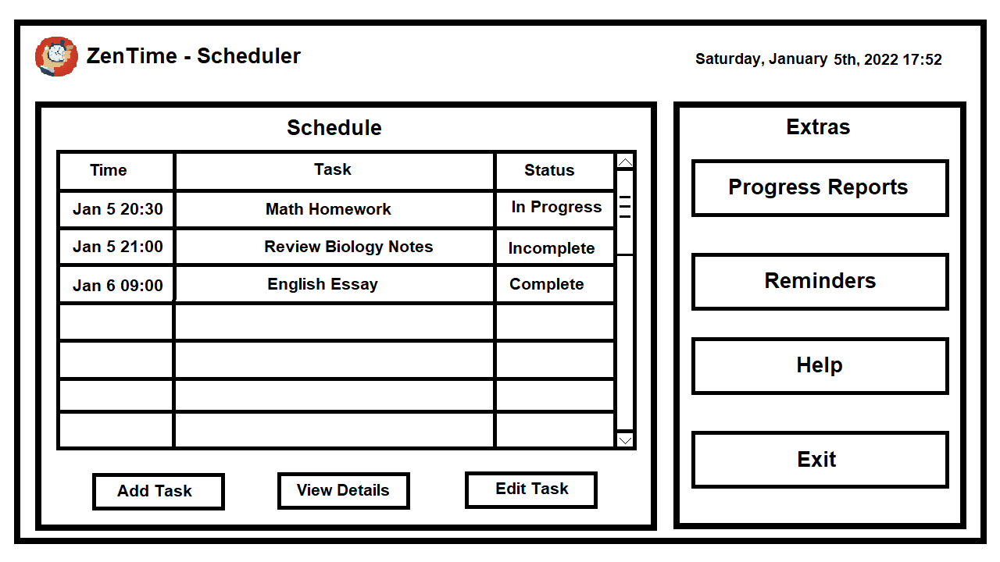 ZenTime - Scheduler
Saturday, January 5th, 2022 17:52
Schedule
Time Task Status
Jan 5 20:30 Math Homework In Progress
Jan 5 21:00 Review Biology Notes Incomplete
Jan 6 09:00 English Essay Complete
Add Task View Details Edit Task
Extras
Progress Reports
Reminders
Help
Exit